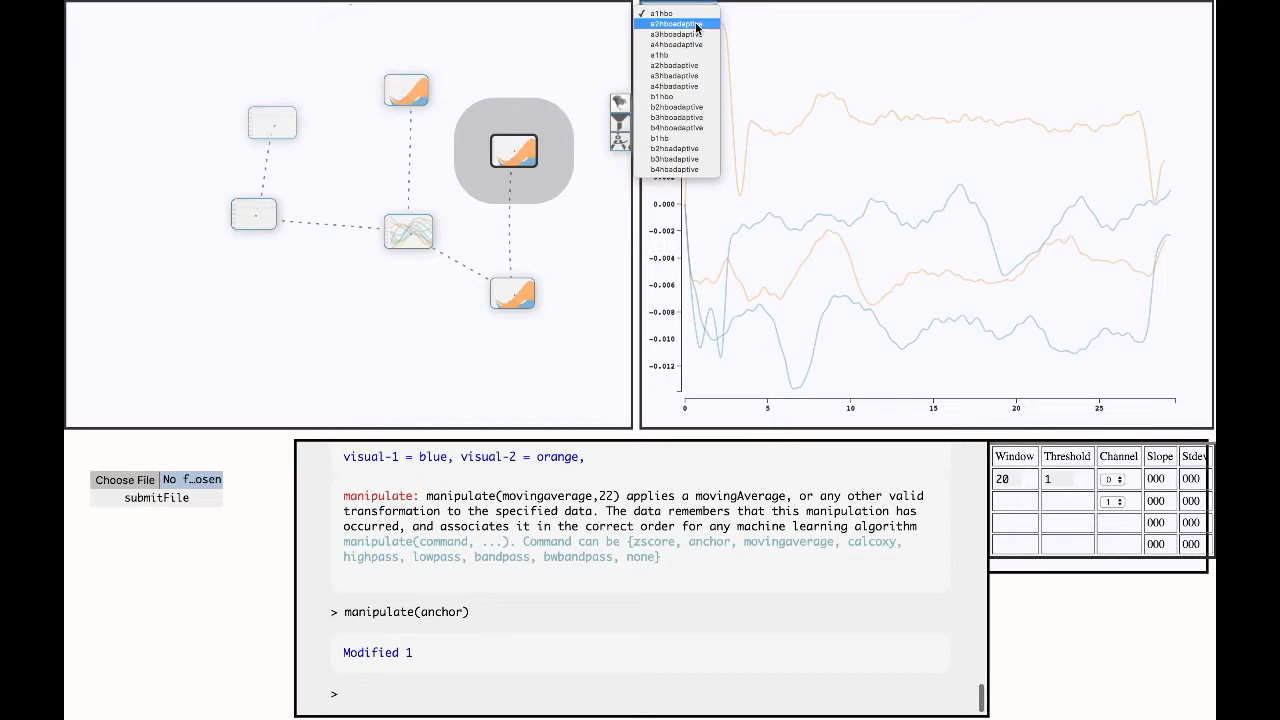 ✓ a1hbo
a2hboadaptive
a3hboadaptive
a4hboadaptive
a1hb
a2hbadaptive
a3hbadaptive
a4hbadaptive
b1hbo
b2hboadaptive
b3hboadaptive
b4hboadaptive
b1hb
b2hbadaptive
b3hbadaptive
b4hbadaptive
0.000
-0.002
-0.004
-0.006
-0.008
-0.010
-0.012
0 5 10 15 20 25
Choose File No f…osen
submitFile
visual-1 = blue, visual-2 = orange,
manipulate: manipulate(movingaverage,22) applies a movingAverage, or any other valid
transformation to the specified data. The data remembers that this manipulation has
occurred, and associates it in the correct order for any machine learning algorithm
manipulate(command, ...). Command can be {zscore, anchor, movingaverage, calcoxy,
highpass, lowpass, bandpass, bwbandpass, none}
> manipulate(anchor)
Modified 1
>
Window Threshold Channel Slope Stdev
20 1 0 000 000
1 000 000
000 000
000 000